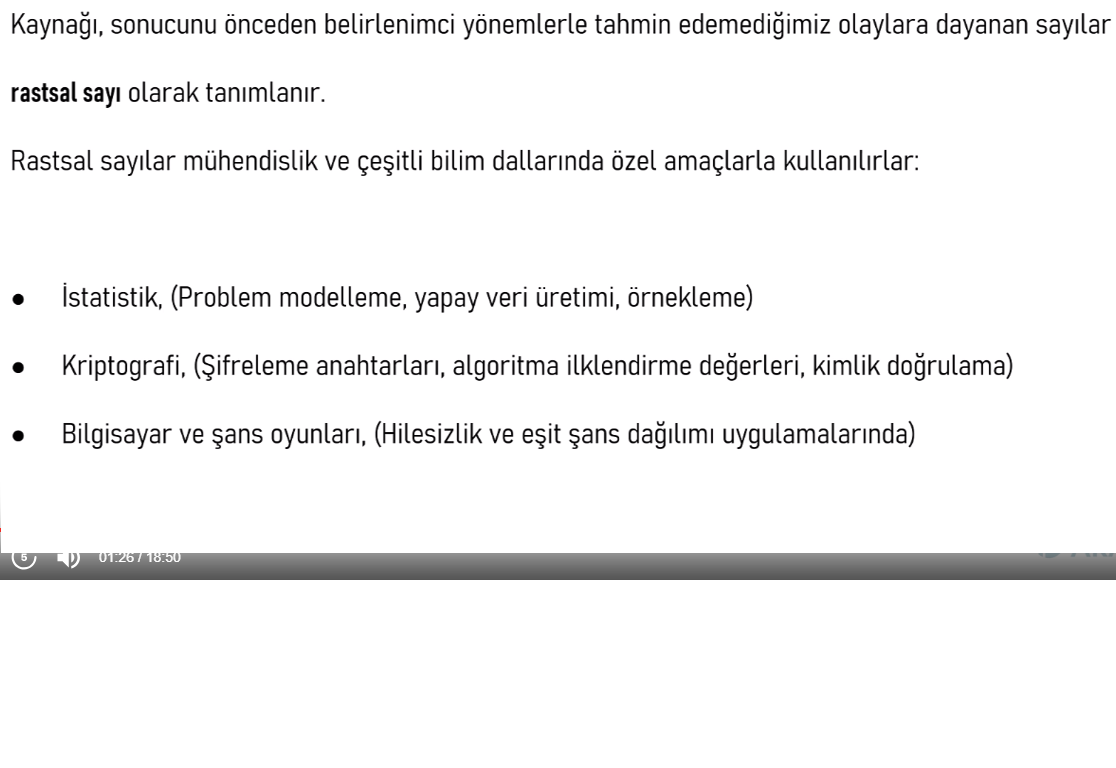 Kaynağı, sonucunu önceden belirlenimci yönemlerle tahmin edemediğimiz olaylara dayanan sayılar
rastsal sayı olarak tanımlanır.
Rastsal sayılar mühendislik ve çeşitli bilim dallarında özel amaçlarla kullanılırlar:
● İstatistik, (Problem modelleme, yapay veri üretimi, örnekleme)
● Kriptografi, (Şifreleme anahtarları, algoritma ilklendirme değerleri, kimlik doğrulama)
● Bilgisayar ve şans oyunları, (Hilesizlik ve eşit şans dağılımı uygulamalarında)
5 01:26 / 18:50